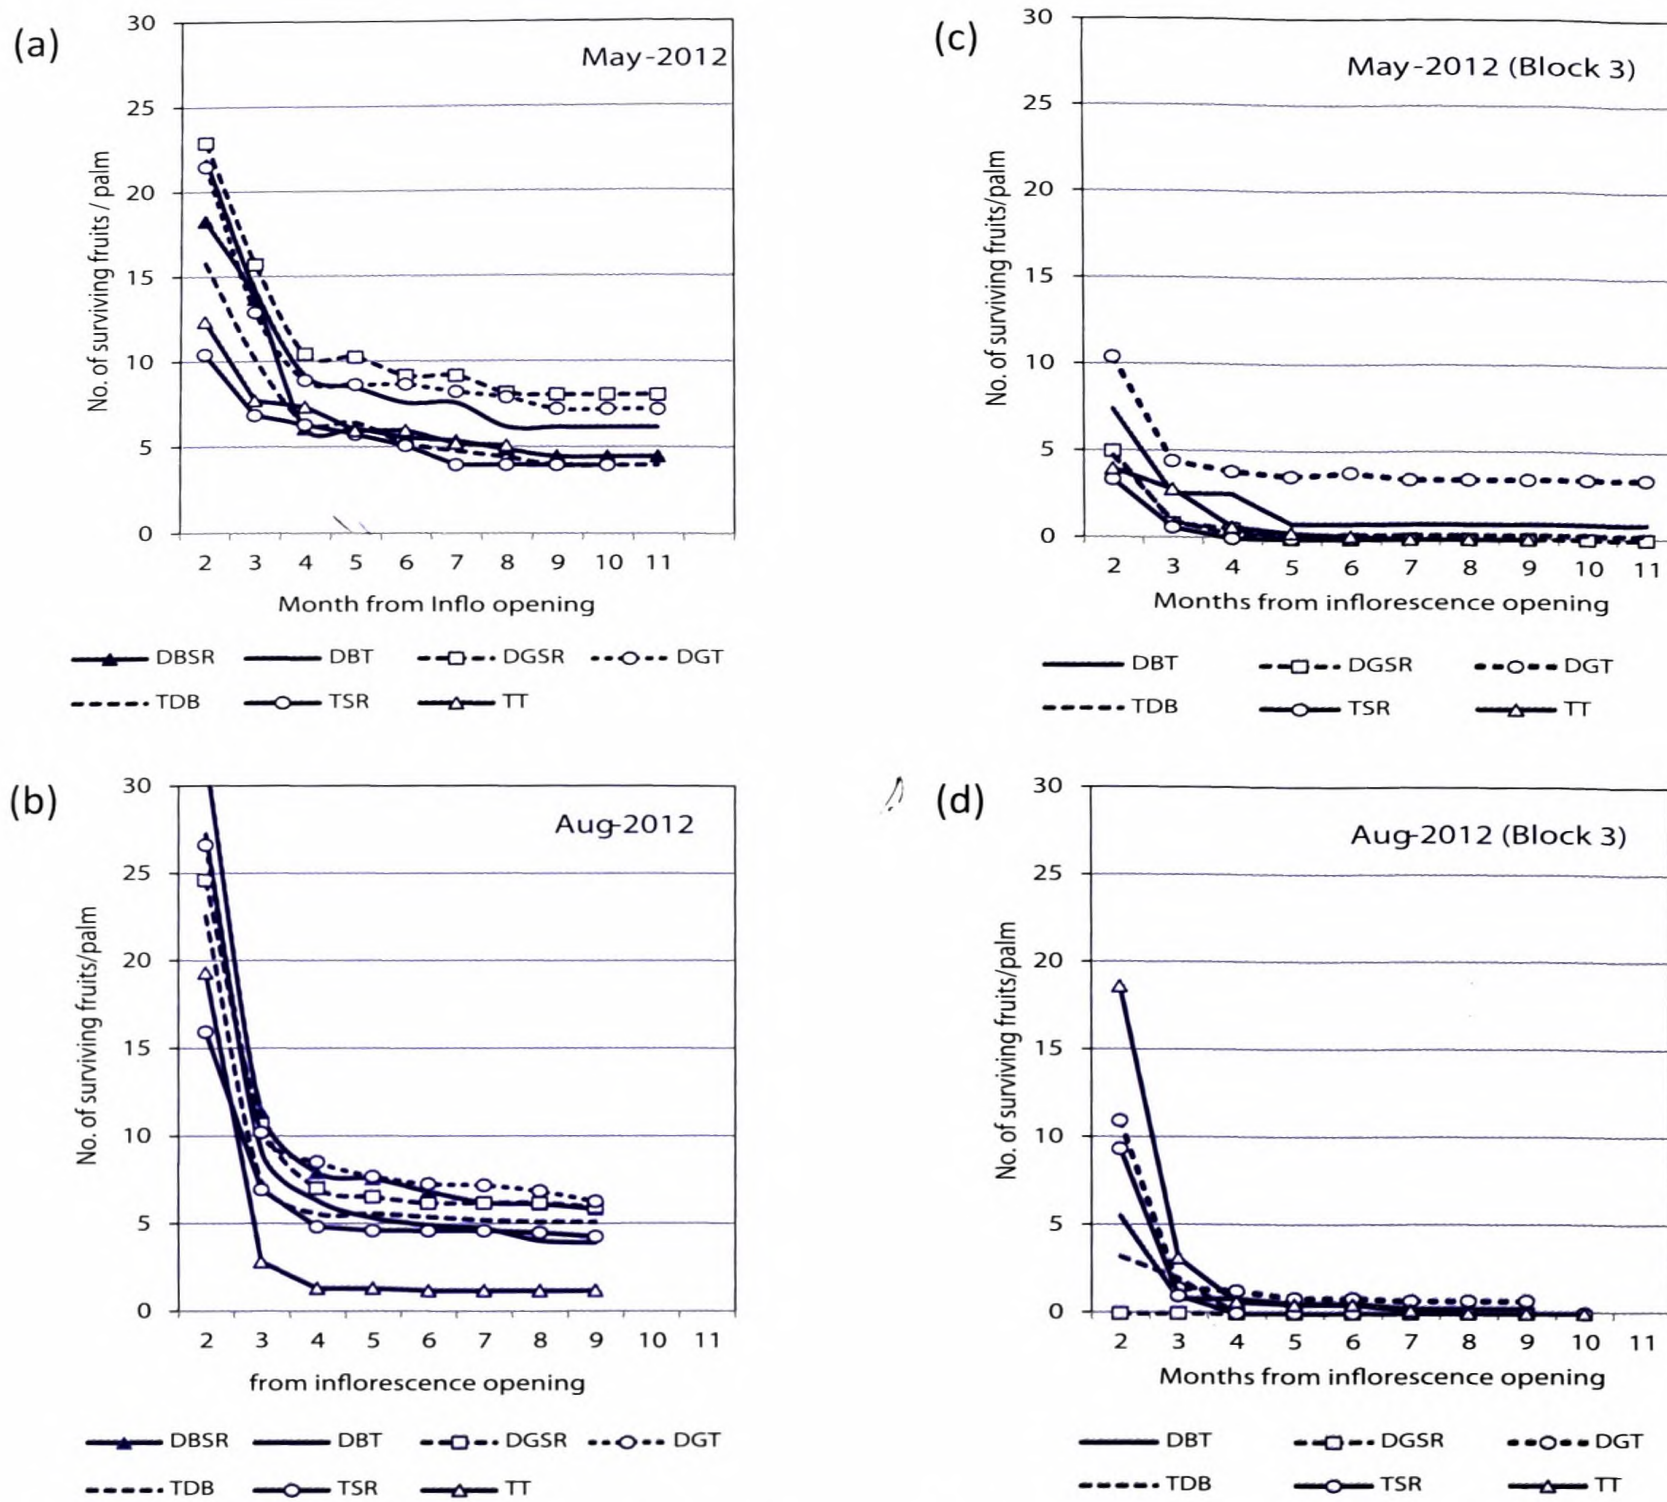 (a)
May-2012
No. of surviving fruits / palm
30
25
20
15
10
5
0
2 3 4 5 6 7 8 9 10 11
Month from Inflo opening
DBSR DBT DGSR DGT
TDB TSR TT
(c)
May-2012 (Block 3)
No. of surviving fruits/palm
30
25
20
15
10
5
0
2 3 4 5 6 7 8 9 10 11
Months from inflorescence opening
DBT DGSR DGT
TDB TSR TT
(b)
Aug-2012
No. of surviving fruits/palm
30
25
20
15
10
5
0
2 3 4 5 6 7 8 9 10 11
from inflorescence opening
DBSR DBT DGSR DGT
TDB TSR TT
(d)
Aug-2012 (Block 3)
No. of surviving fruits/palm
30
25
20
15
10
5
0
2 3 4 5 6 7 8 9 10 11
Months from inflorescence opening
DBT DGSR DGT
TDB TSR TT